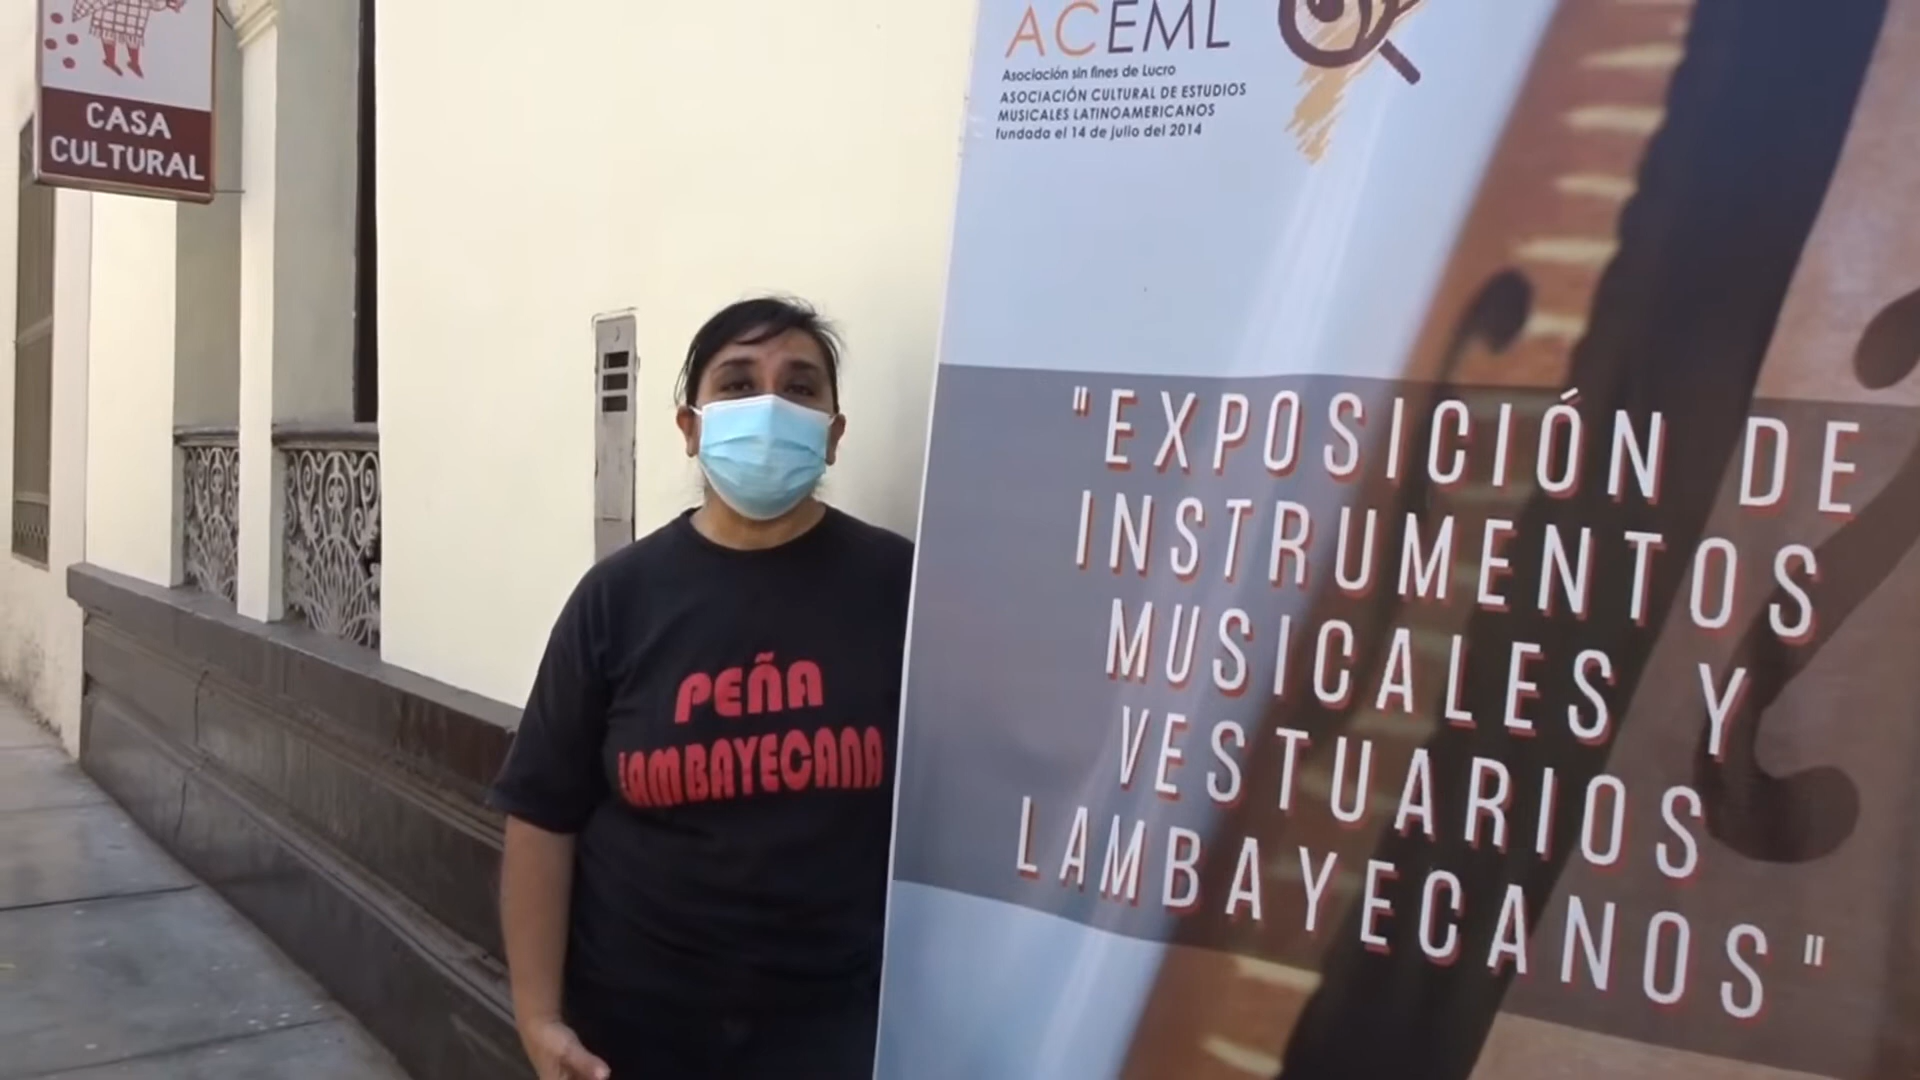 CASA
CULTURAL
ACEML
Asociación sin fines de Lucro
ASOCIACIÓN CULTURAL DE ESTUDIOS
MUSICALES LATINOAMERICANOS
fundada el 14 de julio del 2014
"EXPOSICIÓN DE
INSTRUMENTOS
MUSICALES Y
VESTUARIOS
LAMBAYECANOS"
PEÑA
LAMBAYECANA